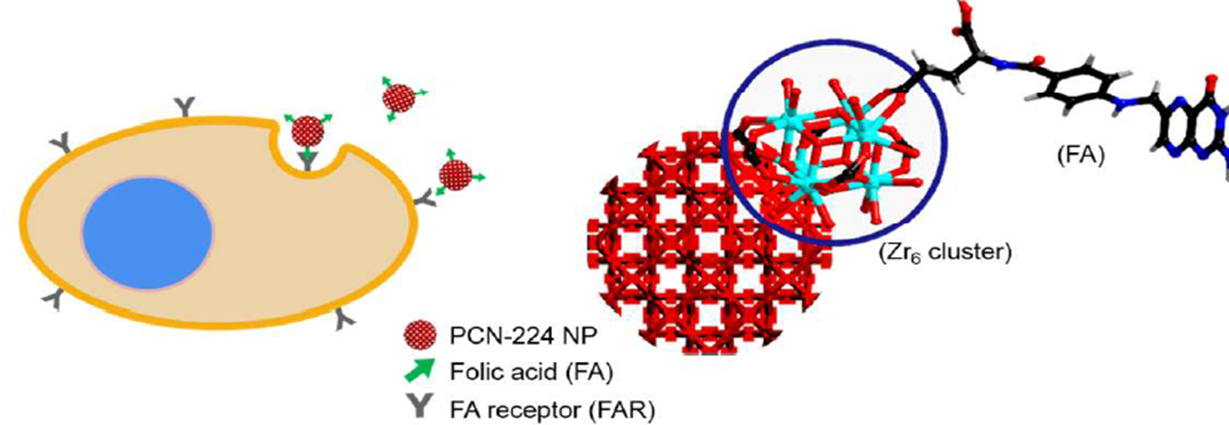 (FA)
(Zr₆ cluster)
PCN-224 NP
Folic acid (FA)
FA receptor (FAR)